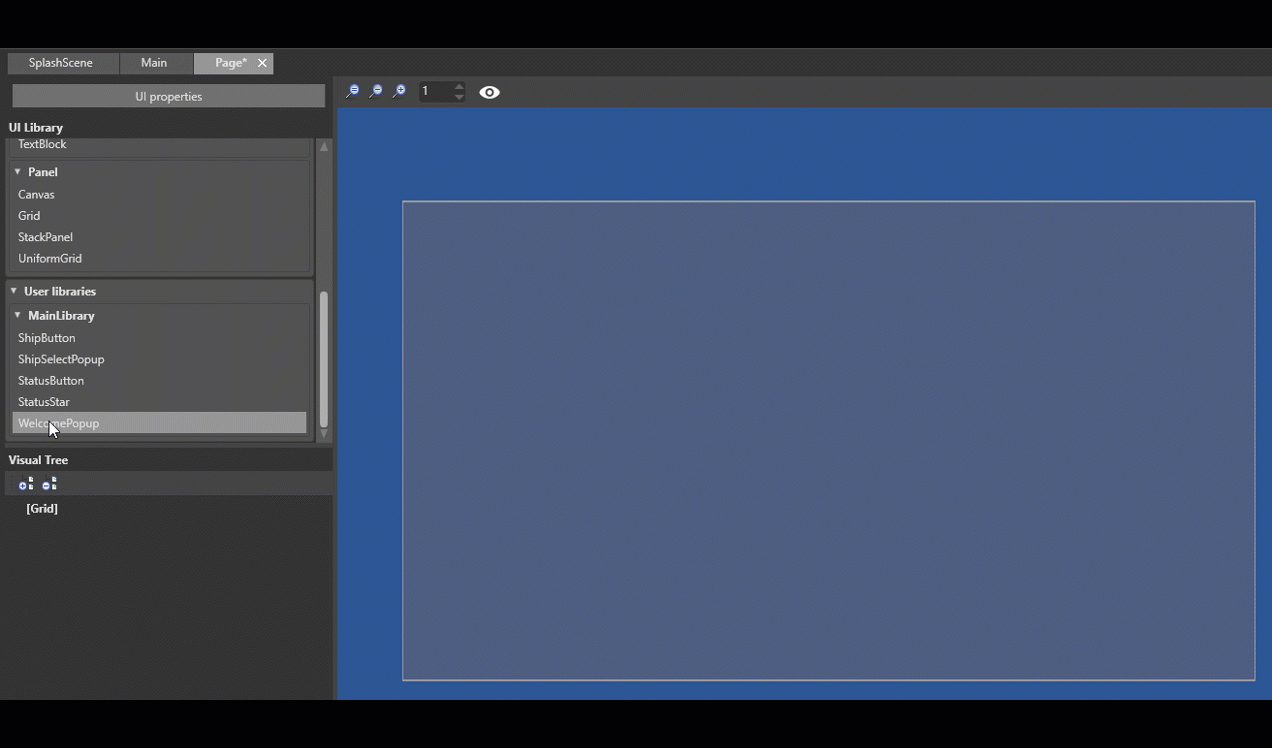 SplashScene
Main
Page*
UI properties
1
UI Library
TextBlock
Panel
Canvas
Grid
StackPanel
UniformGrid
User libraries
MainLibrary
ShipButton
ShipSelectPopup
StatusButton
StatusStar
WelcomePopup
Visual Tree
[Grid]